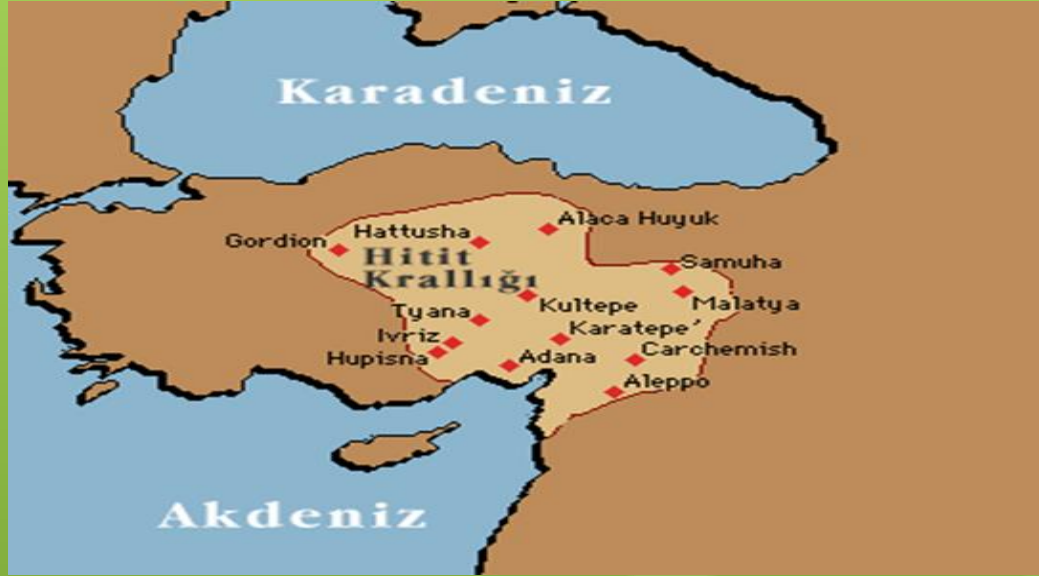 Karadeniz
Alaca Huyuk
Hattusha
Gordion
Hitit
Krallığı
Samuha
Malatya
Kultepe
Tyana
Karatepe'
Ivriz
Carchemish
Hupisna
Adana
Aleppo
Akdeniz